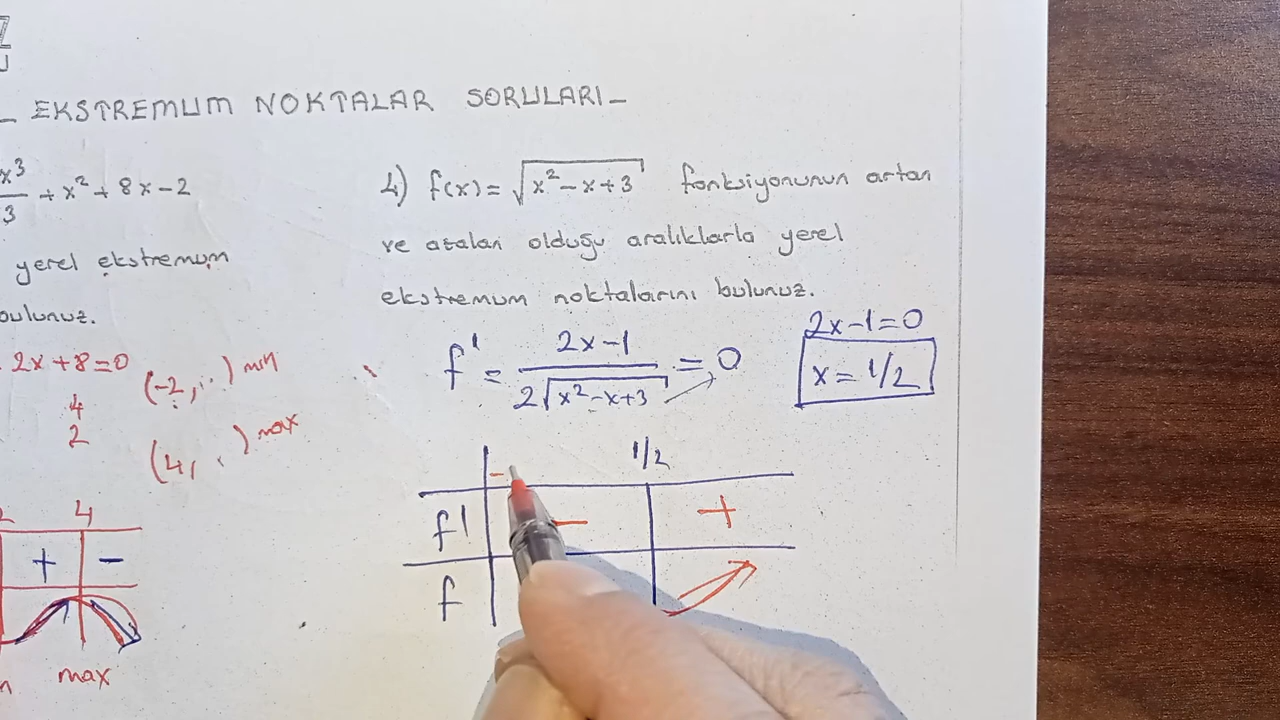 - EKSTREMUM NOKTALAR SORULARI -
x³/3 + x² + 8x - 2
yerel ekstremum
bulunuz.
2x + 8 = 0
4
2
(-2, ..) min
(4, .) max
4
+ -
max
4) f(x) = √(x² - x + 3) fonksiyonunun artan
ve azalan olduğu aralıklarla yerel
ekstremum noktalarını bulunuz.
f' = (2x - 1) / (2√(x² - x + 3)) = 0
2x - 1 = 0
x = 1/2
- 1/2
f' - +
f